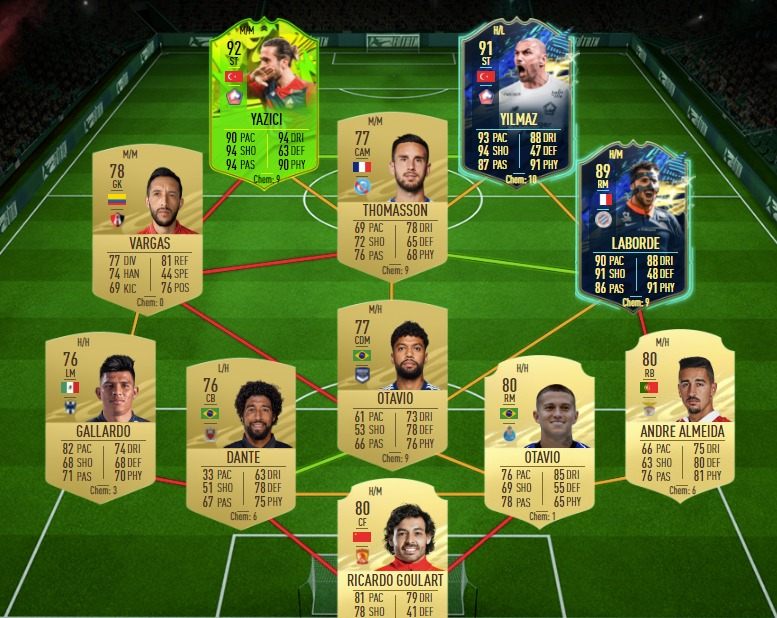 M/M
92
ST
YAZICI
90 PAC 94 DRI
94 SHO 63 DEF
94 PAS 90 PHY
Chem: 9
H/L
91
ST
YILMAZ
93 PAC 88 DRI
94 SHO 47 DEF
87 PAS 91 PHY
Chem: 10
M/M
77
CAM
THOMASSON
69 PAC 78 DRI
72 SHO 65 DEF
76 PAS 68 PHY
Chem: 9
M/M
78
GK
VARGAS
77 DIV 81 REF
74 HAN 44 SPE
69 KIC 76 POS
Chem: 0
H/M
89
RM
LABORDE
90 PAC 88 DRI
91 SHO 48 DEF
86 PAS 91 PHY
Chem: 9
M/H
77
CDM
OTAVIO
61 PAC 73 DRI
53 SHO 78 DEF
66 PAS 76 PHY
Chem: 9
H/H
76
LM
GALLARDO
82 PAC 74 DRI
68 SHO 68 DEF
71 PAS 70 PHY
Chem: 3
L/H
76
CB
DANTE
33 PAC 63 DRI
51 SHO 78 DEF
67 PAS 75 PHY
Chem: 6
H/H
80
RM
OTAVIO
76 PAC 85 DRI
69 SHO 55 DEF
78 PAS 65 PHY
Chem: 1
M/H
80
RB
ANDRE ALMEIDA
66 PAC 75 DRI
63 SHO 80 DEF
76 PAS 81 PHY
Chem: 6
H/M
80
CF
RICARDO GOULART
81 PAC 79 DRI
78 SHO 41 DEF